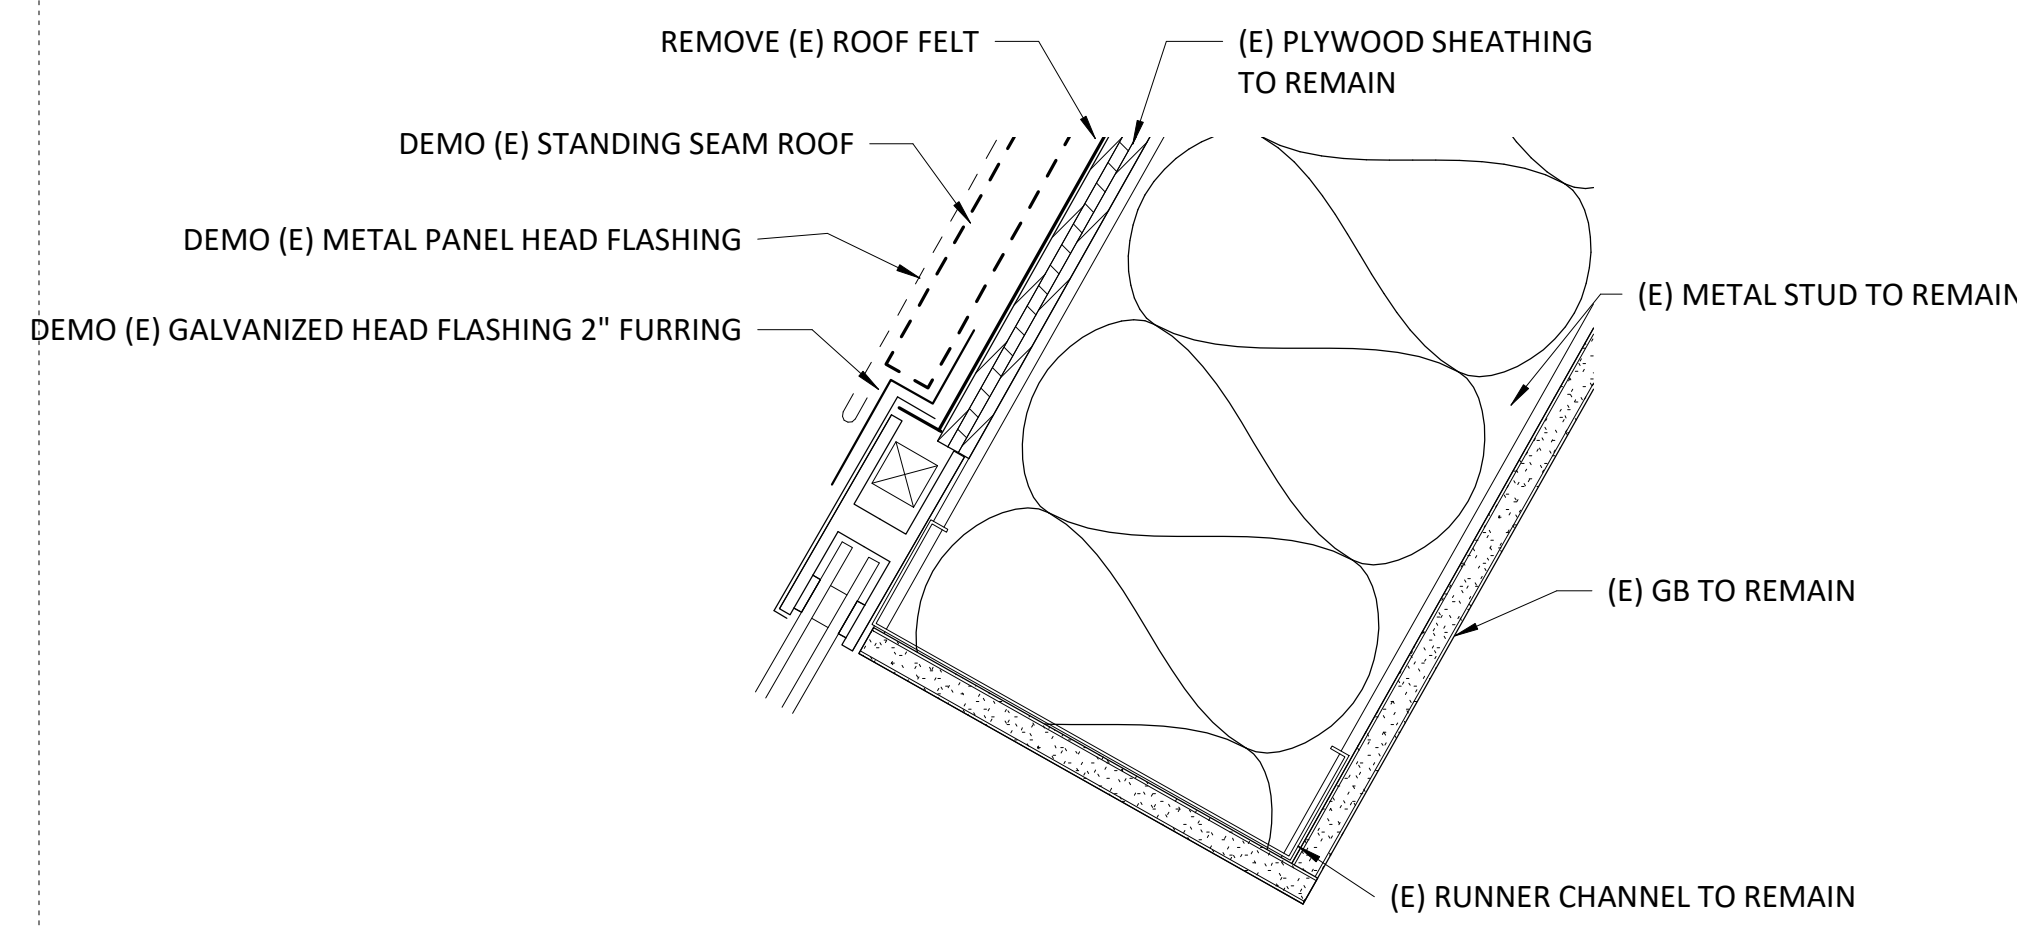 REMOVE (E) ROOF FELT
(E) PLYWOOD SHEATHING
TO REMAIN
DEMO (E) STANDING SEAM ROOF
DEMO (E) METAL PANEL HEAD FLASHING
(E) METAL STUD TO REMAIN
DEMO (E) GALVANIZED HEAD FLASHING 2" FURRING
(E) GB TO REMAIN
(E) RUNNER CHANNEL TO REMAIN